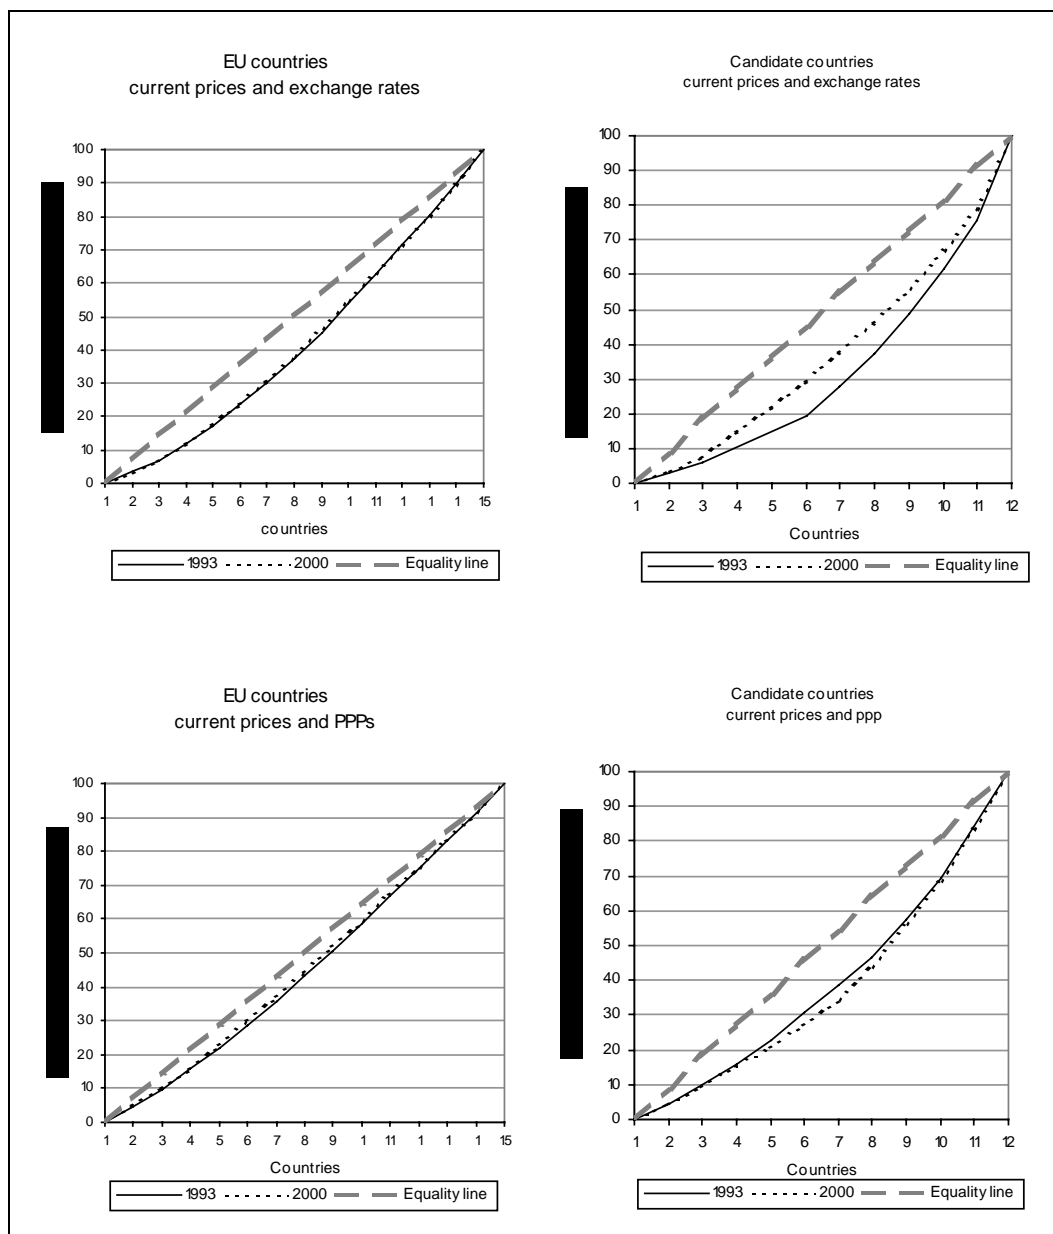 EU countries
current prices and exchange rates
100
90
80
70
60
50
40
30
20
10
0
1 2 3 4 5 6 7 8 9 1 11 1 1 1 15
countries
1993 2000 Equality line
Candidate countries
current prices and exchange rates
100
90
80
70
60
50
40
30
20
10
0
1 2 3 4 5 6 7 8 9 10 11 12
Countries
1993 2000 Equality line
EU countries
current prices and PPPs
100
90
80
70
60
50
40
30
20
10
0
1 2 3 4 5 6 7 8 9 1 11 1 1 1 15
Countries
1993 2000 Equality line
Candidate countries
current prices and ppp
100
90
80
70
60
50
40
30
20
10
0
1 2 3 4 5 6 7 8 9 10 11 12
Countries
1993 2000 Equality line